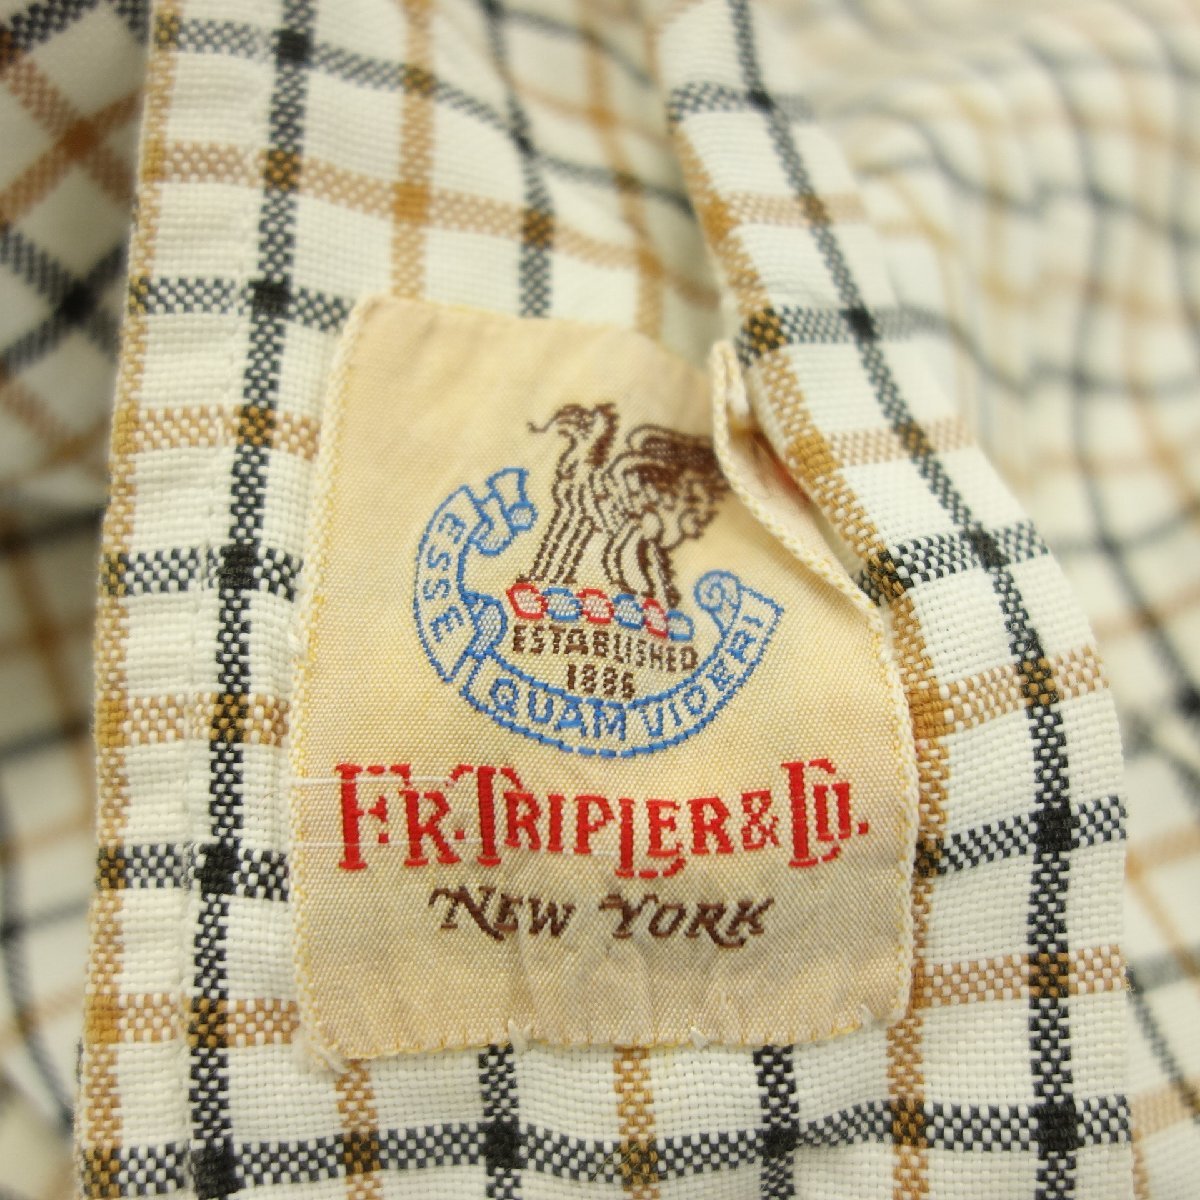 ESSE QUAM VIDERI
ESTABLISHED
1886
F.R. TRIPLER & CO.
NEW YORK